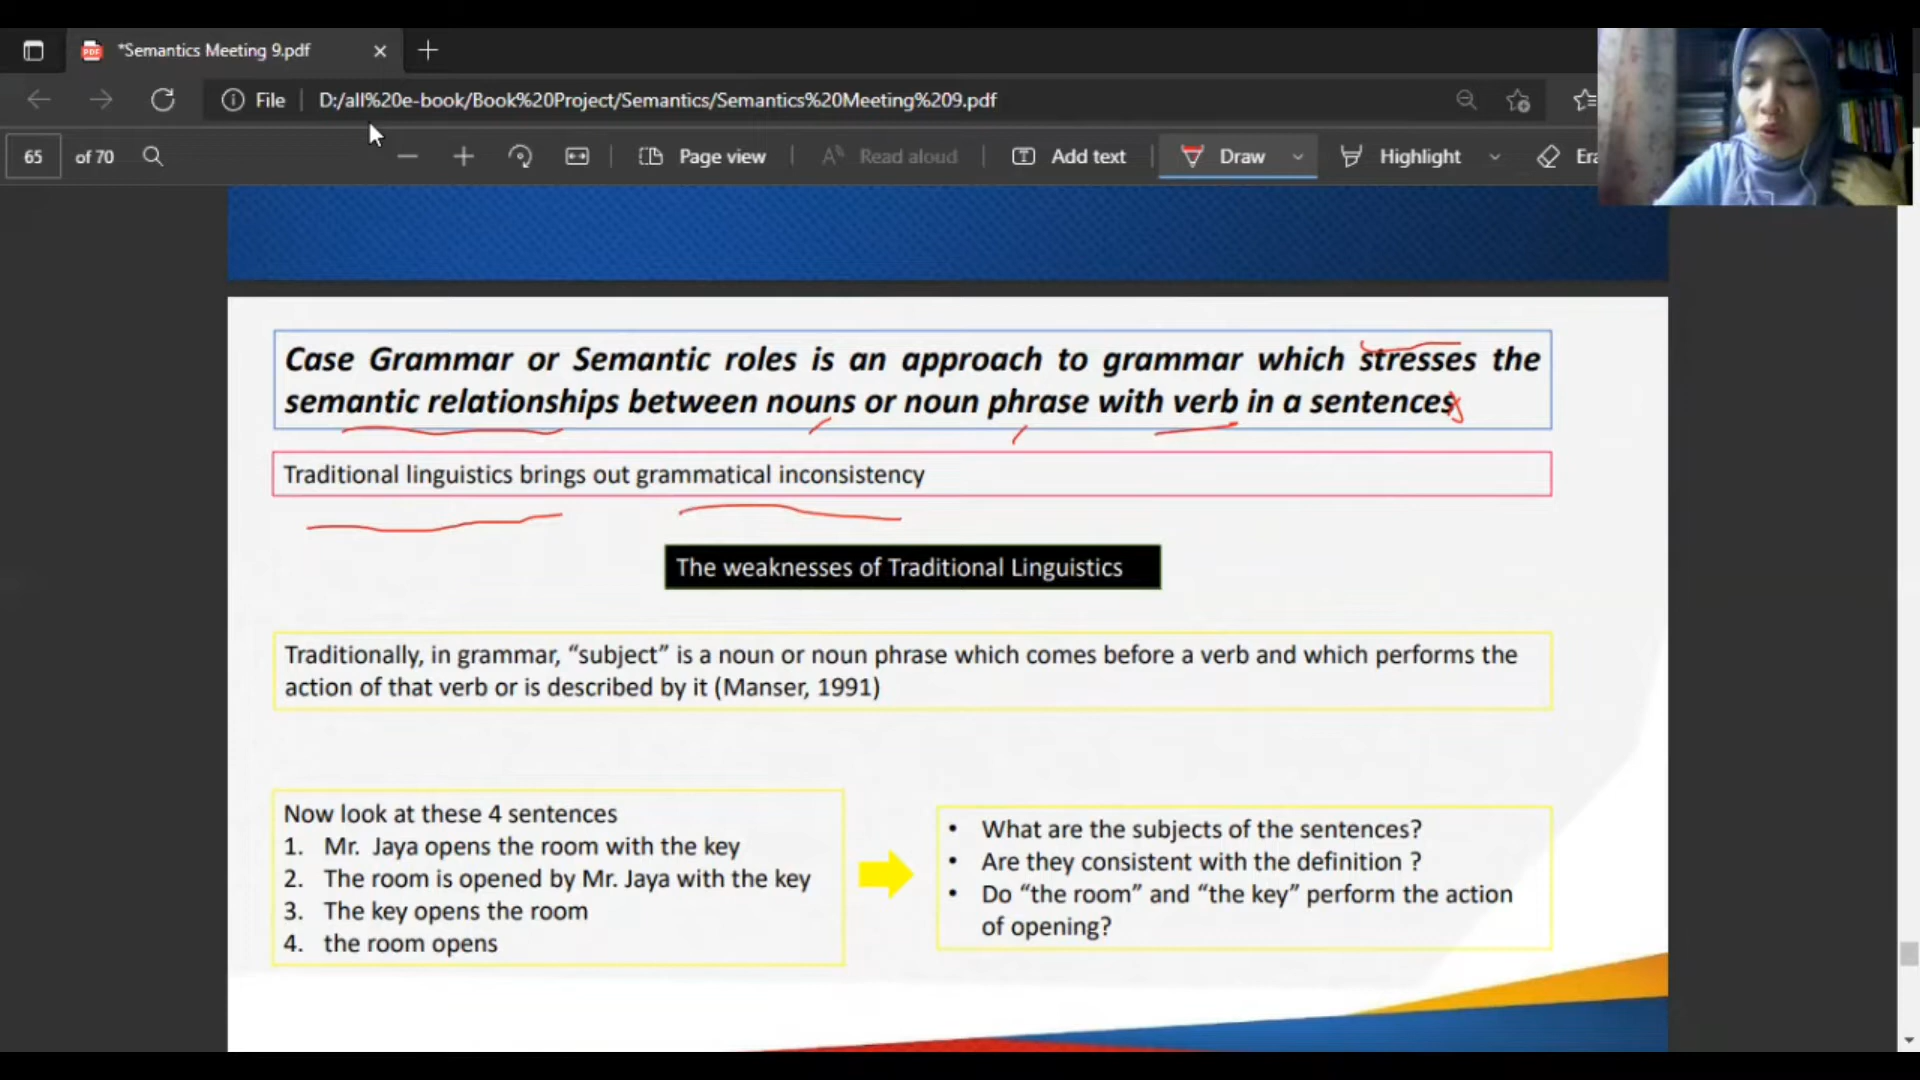 *Semantics Meeting 9.pdf
File
D:/all%20e-book/Book%20Project/Semantics/Semantics%20Meeting%209.pdf
65 of 70
Page view
Read aloud
Add text
Draw
Highlight
Era
Case Grammar or Semantic roles is an approach to grammar which stresses the
semantic relationships between nouns or noun phrase with verb in a sentences
Traditional linguistics brings out grammatical inconsistency
The weaknesses of Traditional Linguistics
Traditionally, in grammar, “subject” is a noun or noun phrase which comes before a verb and which performs the
action of that verb or is described by it (Manser, 1991)
Now look at these 4 sentences
1. Mr. Jaya opens the room with the key
2. The room is opened by Mr. Jaya with the key
3. The key opens the room
4. the room opens
• What are the subjects of the sentences?
• Are they consistent with the definition ?
• Do “the room” and “the key” perform the action
of opening?